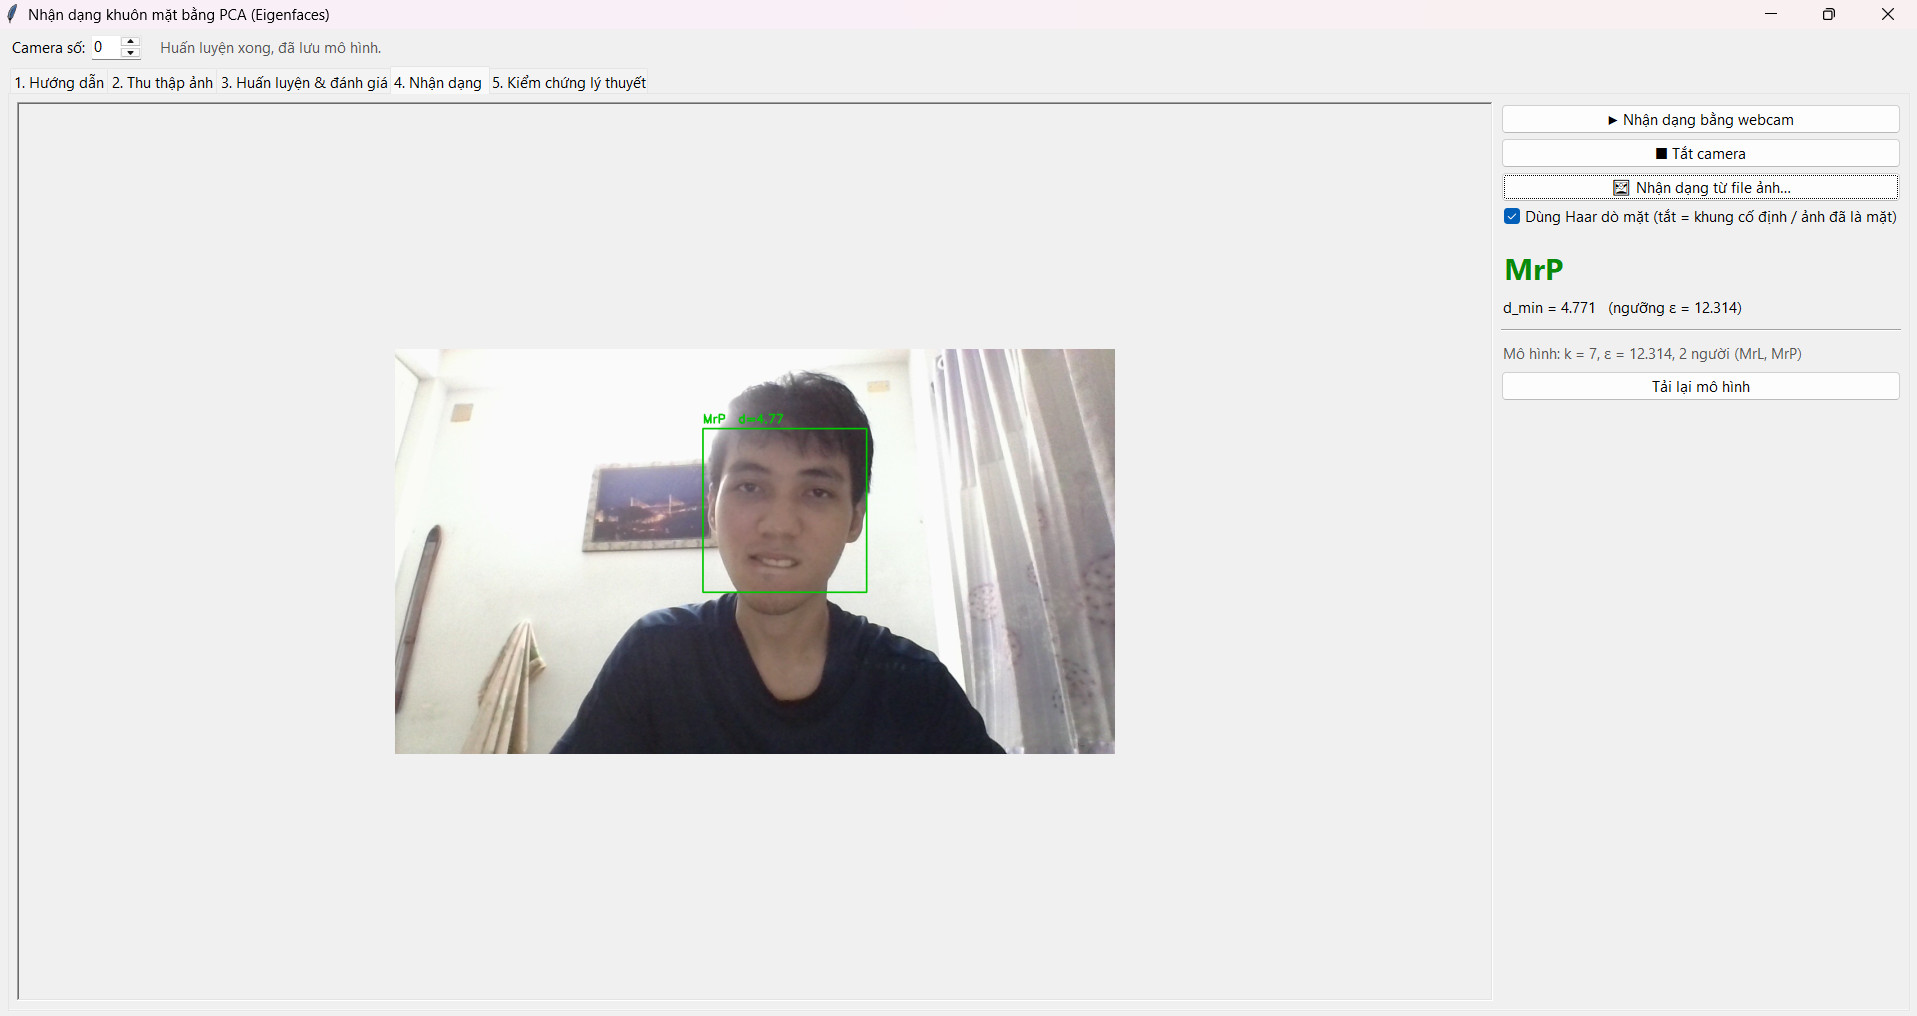 Nhận dạng khuôn mặt bằng PCA (Eigenfaces)
Camera số: 0 Huấn luyện xong, đã lưu mô hình.
1. Hướng dẫn 2. Thu thập ảnh 3. Huấn luyện & đánh giá 4. Nhận dạng 5. Kiểm chứng lý thuyết
► Nhận dạng bằng webcam
■ Tắt camera
Nhận dạng từ file ảnh...
Dùng Haar dò mặt (tắt = khung cố định / ảnh đã là mặt)
MrP
d_min = 4.771 (ngưỡng ε = 12.314)
Mô hình: k = 7, ε = 12.314, 2 người (MrL, MrP)
Tải lại mô hình
MrP d=4.77